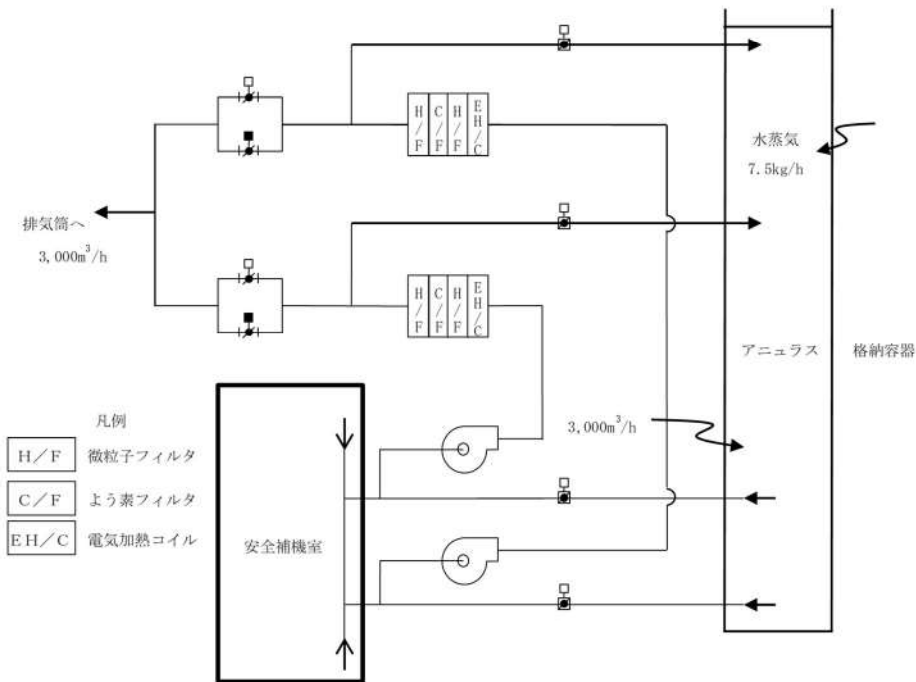 H/F
C/F
H/F
EH/C
水蒸気
7.5kg/h
排気筒へ
3,000m³/h
H/F
C/F
H/F
EH/C
アニュラス
格納容器
3,000m³/h
凡例
H/F 微粒子フィルタ
C/F よう素フィルタ
EH/C 電気加熱コイル
安全補機室